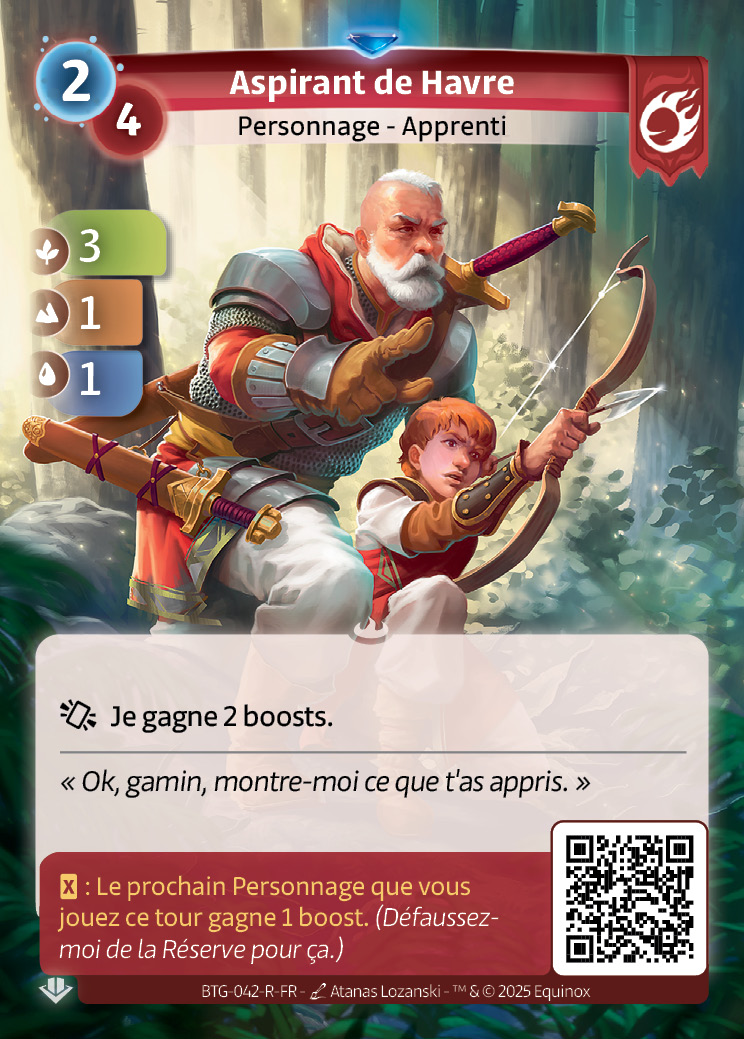 2
Aspirant de Havre
4
Personnage - Apprenti
3
1
1
Je gagne 2 boosts.
« Ok, gamin, montre-moi ce que t'as appris. »
X : Le prochain Personnage que vous
jouez ce tour gagne 1 boost. (Défaussez-
moi de la Réserve pour ça.)
BTG-042-R-FR - Atanas Lozanski - ™ & © 2025 Equinox